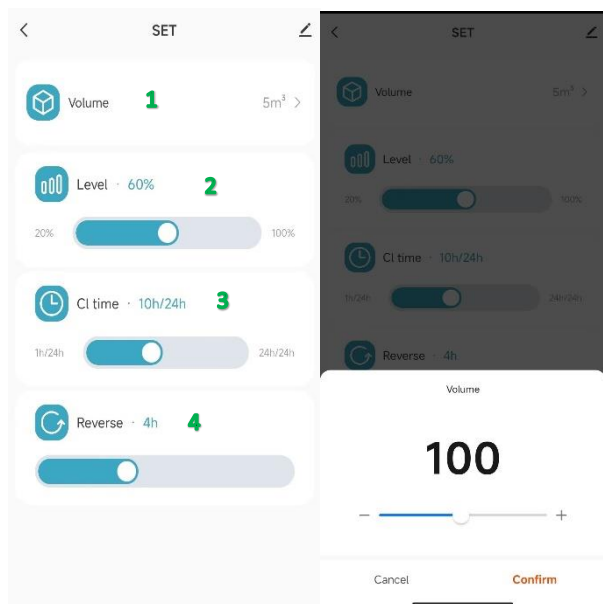 SET
Volume 1 5m³
Level · 60% 2
20% 100%
Cl time · 10h/24h 3
1h/24h 24h/24h
Reverse · 4h 4
SET
Volume 5m³
Level · 60%
20% 100%
Cl time · 10h/24h
1h/24h 24h/24h
Reverse · 4h
Volume
100
− +
Cancel Confirm